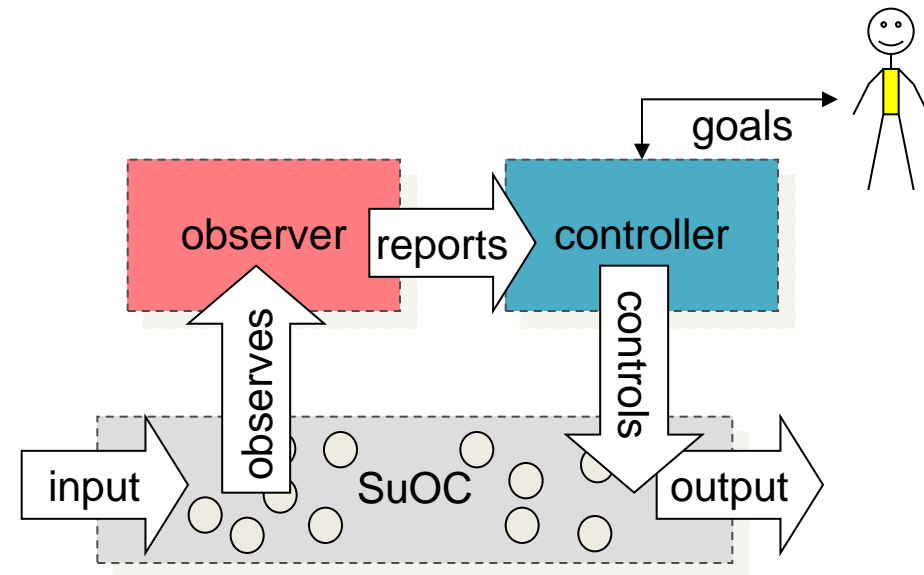 goals
observer
reports
controller
observes
controls
input
SuOC
output